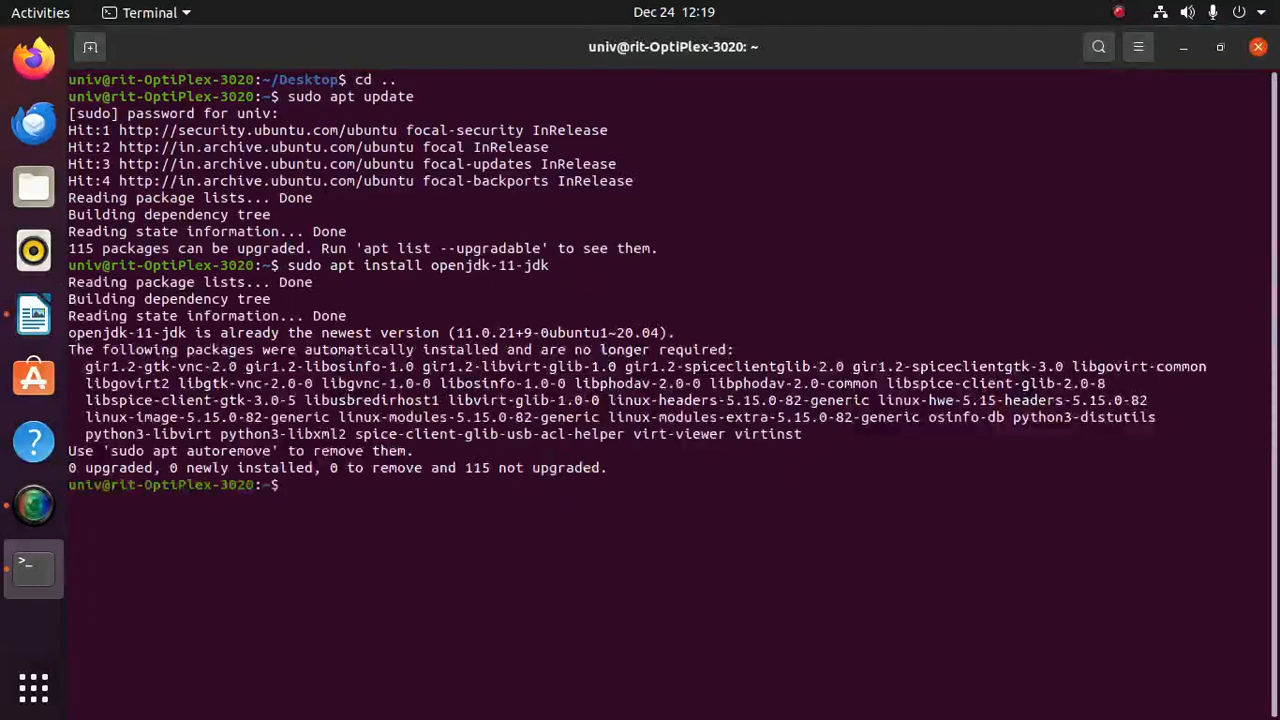 Activities
Terminal
Dec 24 12:19
univ@rit-OptiPlex-3020: ~
univ@rit-OptiPlex-3020:~/Desktop$ cd ..
univ@rit-OptiPlex-3020:~$ sudo apt update
[sudo] password for univ:
Hit:1 http://security.ubuntu.com/ubuntu focal-security InRelease
Hit:2 http://in.archive.ubuntu.com/ubuntu focal InRelease
Hit:3 http://in.archive.ubuntu.com/ubuntu focal-updates InRelease
Hit:4 http://in.archive.ubuntu.com/ubuntu focal-backports InRelease
Reading package lists... Done
Building dependency tree
Reading state information... Done
115 packages can be upgraded. Run 'apt list --upgradable' to see them.
univ@rit-OptiPlex-3020:~$ sudo apt install openjdk-11-jdk
Reading package lists... Done
Building dependency tree
Reading state information... Done
openjdk-11-jdk is already the newest version (11.0.21+9-0ubuntu1~20.04).
The following packages were automatically installed and are no longer required:
gir1.2-gtk-vnc-2.0 gir1.2-libosinfo-1.0 gir1.2-libvirt-glib-1.0 gir1.2-spiceclientglib-2.0 gir1.2-spiceclientgtk-3.0 libgovirt-common
libgovirt2 libgtk-vnc-2.0-0 libgvnc-1.0-0 libosinfo-1.0-0 libphodav-2.0-0 libphodav-2.0-common libspice-client-glib-2.0-8
libspice-client-gtk-3.0-5 libusbredirhost1 libvirt-glib-1.0-0 linux-headers-5.15.0-82-generic linux-hwe-5.15-headers-5.15.0-82
linux-image-5.15.0-82-generic linux-modules-5.15.0-82-generic linux-modules-extra-5.15.0-82-generic osinfo-db python3-distutils
python3-libvirt python3-libxml2 spice-client-glib-usb-acl-helper virt-viewer virtinst
Use 'sudo apt autoremove' to remove them.
0 upgraded, 0 newly installed, 0 to remove and 115 not upgraded.
univ@rit-OptiPlex-3020:~$